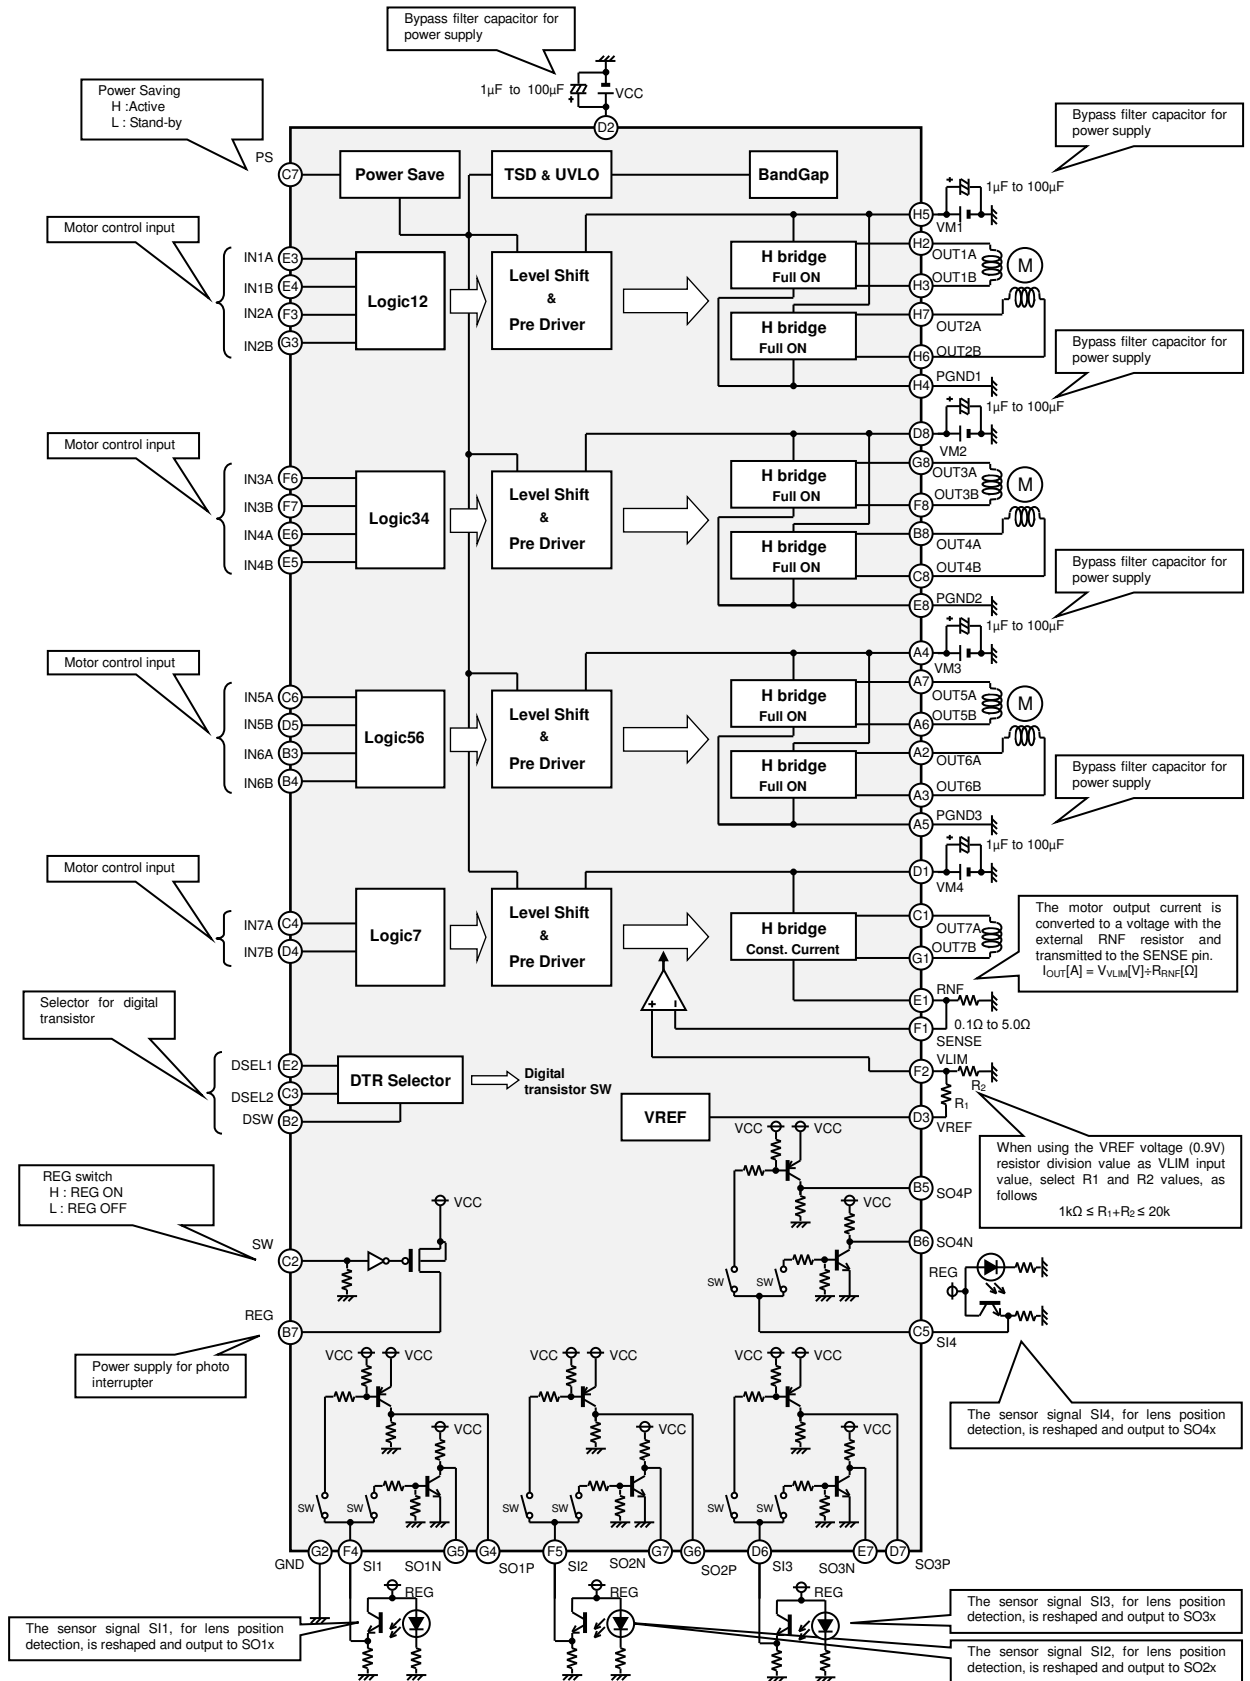 Bypass filter capacitor for
power supply
1µF to 100µF
VCC
D2
Power Saving
H :Active
L : Stand-by
PS
C7
Power Save
TSD & UVLO
BandGap
Bypass filter capacitor for
power supply
1µF to 100µF
H5
VM1
Motor control input
IN1A E3
IN1B E4
IN2A F3
IN2B G3
Logic12
Level Shift
&
Pre Driver
H bridge
Full ON
H bridge
Full ON
H2
OUT1A
H3
OUT1B
M
H7
OUT2A
H6
OUT2B
H4
PGND1
Bypass filter capacitor for
power supply
1µF to 100µF
D8
VM2
Motor control input
IN3A F6
IN3B F7
IN4A E6
IN4B E5
Logic34
Level Shift
&
Pre Driver
H bridge
Full ON
H bridge
Full ON
G8
OUT3A
F8
OUT3B
M
B8
OUT4A
C8
OUT4B
E8
PGND2
Bypass filter capacitor for
power supply
1µF to 100µF
A4
VM3
Motor control input
IN5A C6
IN5B D5
IN6A B3
IN6B B4
Logic56
Level Shift
&
Pre Driver
H bridge
Full ON
H bridge
Full ON
A7
OUT5A
A6
OUT5B
M
A2
OUT6A
A3
OUT6B
A5
PGND3
Bypass filter capacitor for
power supply
1µF to 100µF
D1
VM4
Motor control input
IN7A C4
IN7B D4
Logic7
Level Shift
&
Pre Driver
H bridge
Const. Current
C1
OUT7A
OUT7B
G1
The motor output current is
converted to a voltage with the
external RNF resistor and
transmitted to the SENSE pin.
IOUT[A] = VVLIM[V]÷RRNF[Ω]
E1
RNF
0.1Ω to 5.0Ω
F1
SENSE
Selector for digital
transistor
DSEL1 E2
DSEL2 C3
DSW B2
DTR Selector
Digital
transistor SW
F2
VLIM
R2
R1
VREF
D3
VREF
When using the VREF voltage (0.9V)
resistor division value as VLIM input
value, select R1 and R2 values, as
follows
1kΩ ≤ R1+R2 ≤ 20k
REG switch
H : REG ON
L : REG OFF
SW
C2
VCC
REG
B7
Power supply for photo
interrupter
VCC VCC
B5 SO4P
VCC
B6 SO4N
SW SW
REG
C5
SI4
The sensor signal SI4, for lens position
detection, is reshaped and output to SO4x
VCC VCC
VCC
SW SW
VCC VCC
VCC
SW SW
VCC VCC
VCC
SW SW
GND G2 F4 SI1 SO1N G5 G4 SO1P F5 SI2 SO2N G7 G6 SO2P D6 SI3 SO3N E7 D7 SO3P
REG
REG
REG
The sensor signal SI1, for lens position
detection, is reshaped and output to SO1x
The sensor signal SI3, for lens position
detection, is reshaped and output to SO3x
The sensor signal SI2, for lens position
detection, is reshaped and output to SO2x